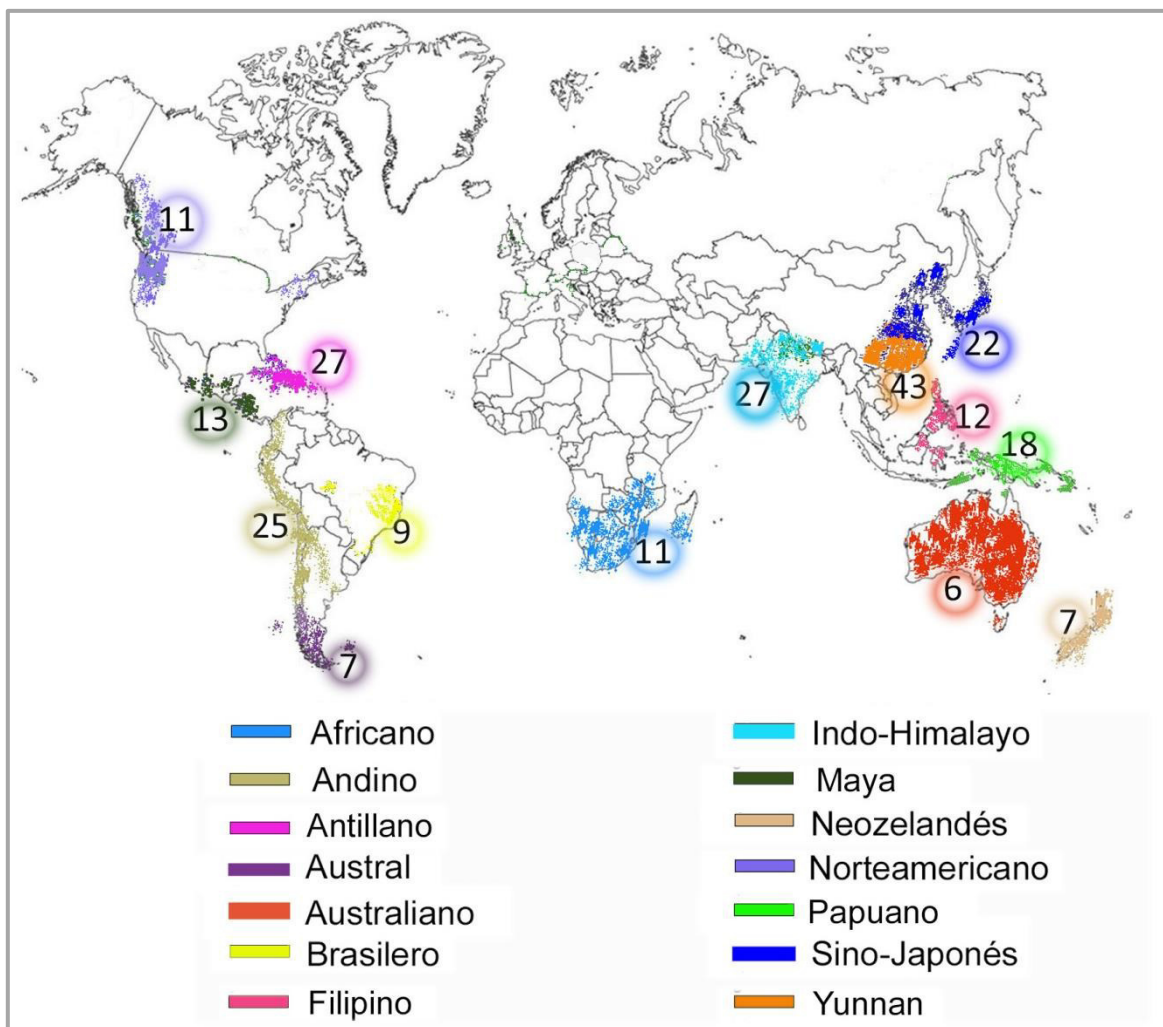 11
27
22
27
43
13
12
18
25
9
11
6
7
7
Africano
Andino
Antillano
Austral
Australiano
Brasilero
Filipino
Indo-Himalayo
Maya
Neozelandés
Norteamericano
Papuano
Sino-Japonés
Yunnan